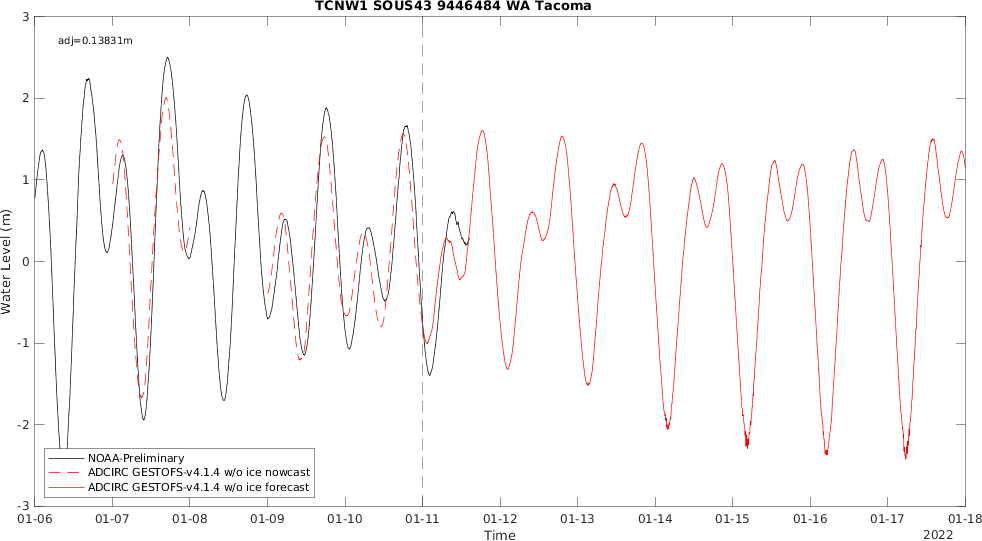 TCNW1 SOUS43 9446484 WA Tacoma
adj=0.13831m
3
2
1
0
-1
-2
-3
Water Level (m)
NOAA-Preliminary
ADCIRC GESTOFS-v4.1.4 w/o ice nowcast
ADCIRC GESTOFS-v4.1.4 w/o ice forecast
01-06 01-07 01-08 01-09 01-10 01-11 01-12 01-13 01-14 01-15 01-16 01-17 01-18
Time
2022